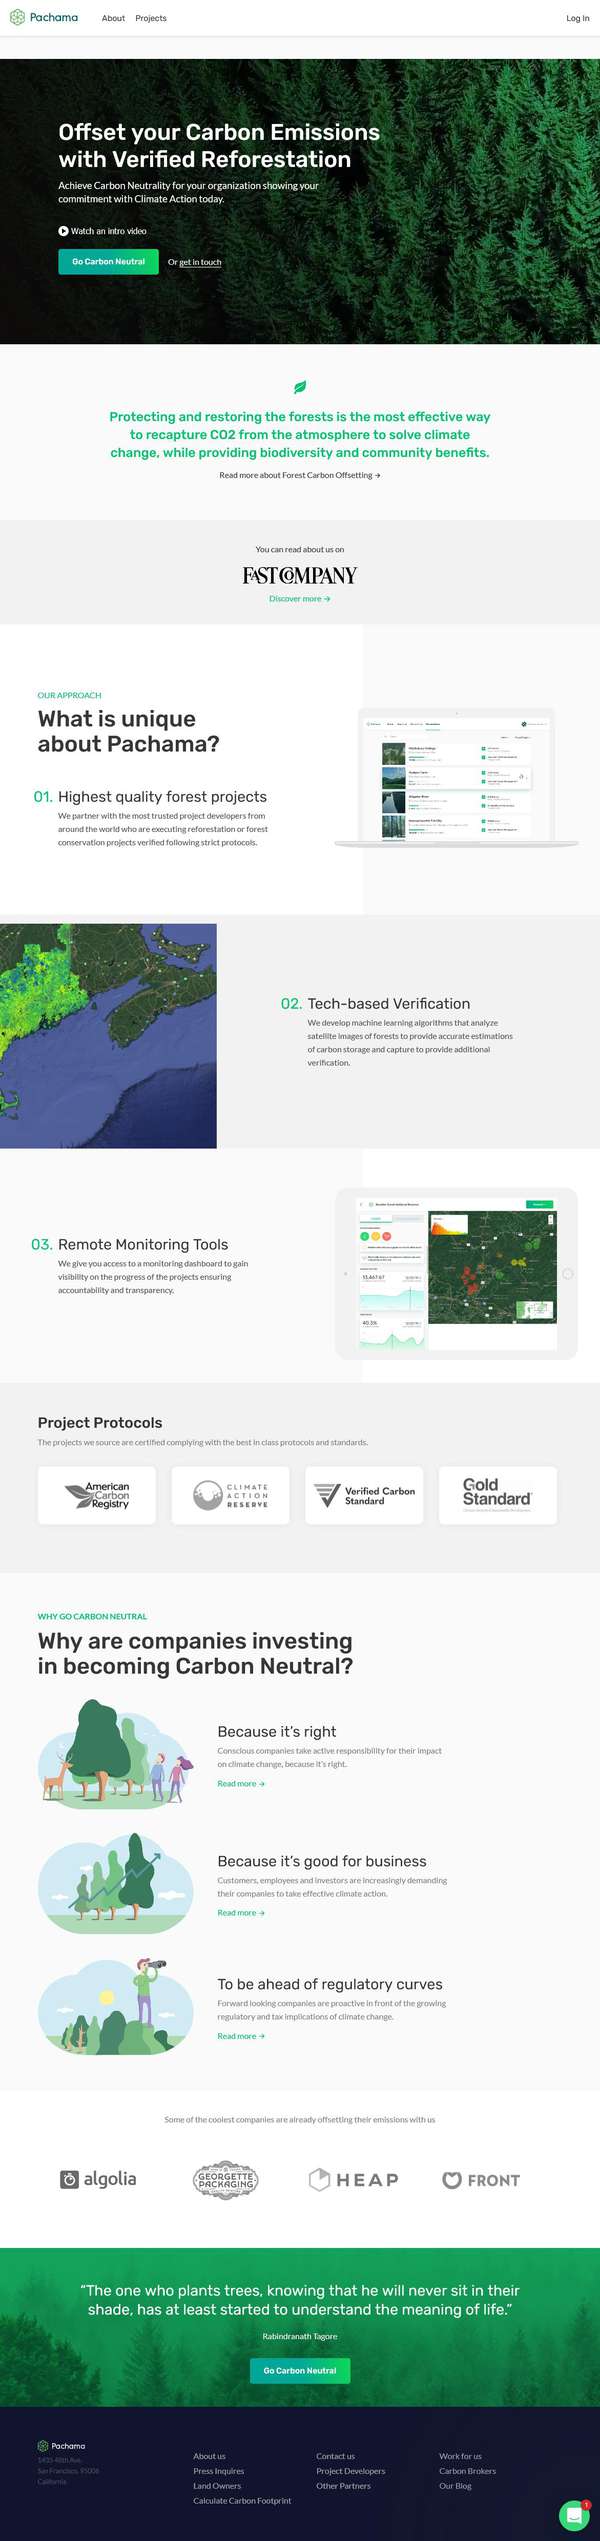 Pachama
About
Projects
Log In
Offset your Carbon Emissions
with Verified Reforestation
Achieve Carbon Neutrality for your organization showing your
commitment with Climate Action today.
Watch an intro video
Go Carbon Neutral
Or get in touch
Protecting and restoring the forests is the most effective way
to recapture CO2 from the atmosphere to solve climate
change, while providing biodiversity and community benefits.
Read more about Forest Carbon Offsetting →
You can read about us on
FAST COMPANY
Discover more →
OUR APPROACH
What is unique
about Pachama?
01. Highest quality forest projects
We partner with the most trusted project developers from
around the world who are executing reforestation or forest
conservation projects verified following strict protocols.
02. Tech-based Verification
We develop machine learning algorithms that analyze
satellite images of forests to provide accurate estimations
of carbon storage and capture to provide additional
verification.
03. Remote Monitoring Tools
We give you access to a monitoring dashboard to gain
visibility on the progress of the projects ensuring
accountability and transparency.
13,467.67
40.3%
Project Protocols
The projects we source are certified complying with the best in class protocols and standards.
American
Carbon
Registry
CLIMATE
ACTION
RESERVE
Verified Carbon
Standard
Gold
Standard
WHY GO CARBON NEUTRAL
Why are companies investing
in becoming Carbon Neutral?
Because it's right
Conscious companies take active responsibility for their impact
on climate change, because it's right.
Read more →
Because it's good for business
Customers, employees and investors are increasingly demanding
their companies to take effective climate action.
Read more →
To be ahead of regulatory curves
Forward looking companies are proactive in front of the growing
regulatory and tax implications of climate change.
Read more →
Some of the coolest companies are already offsetting their emissions with us
algolia
GEORGETTE
PACKAGING
HEAP
FRONT
“The one who plants trees, knowing that he will never sit in their
shade, has at least started to understand the meaning of life.”
Rabindranath Tagore
Go Carbon Neutral
Pachama
San Francisco, 95006
California
About us
Press Inquires
Land Owners
Calculate Carbon Footprint
Contact us
Project Developers
Other Partners
Work for us
Carbon Brokers
Our Blog
1